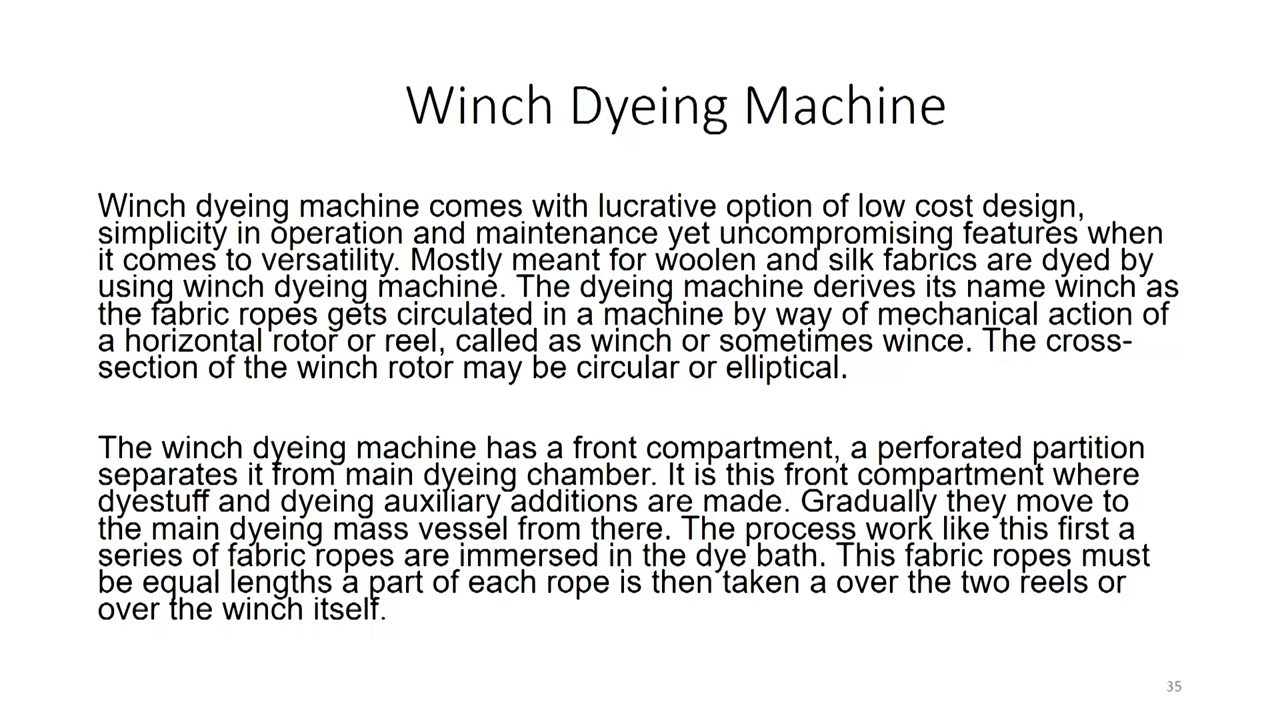 Winch Dyeing Machine
Winch dyeing machine comes with lucrative option of low cost design,
simplicity in operation and maintenance yet uncompromising features when
it comes to versatility. Mostly meant for woolen and silk fabrics are dyed by
using winch dyeing machine. The dyeing machine derives its name winch as
the fabric ropes gets circulated in a machine by way of mechanical action of
a horizontal rotor or reel, called as winch or sometimes wince. The cross-
section of the winch rotor may be circular or elliptical.
The winch dyeing machine has a front compartment, a perforated partition
separates it from main dyeing chamber. It is this front compartment where
dyestuff and dyeing auxiliary additions are made. Gradually they move to
the main dyeing mass vessel from there. The process work like this first a
series of fabric ropes are immersed in the dye bath. This fabric ropes must
be equal lengths a part of each rope is then taken a over the two reels or
over the winch itself.
35